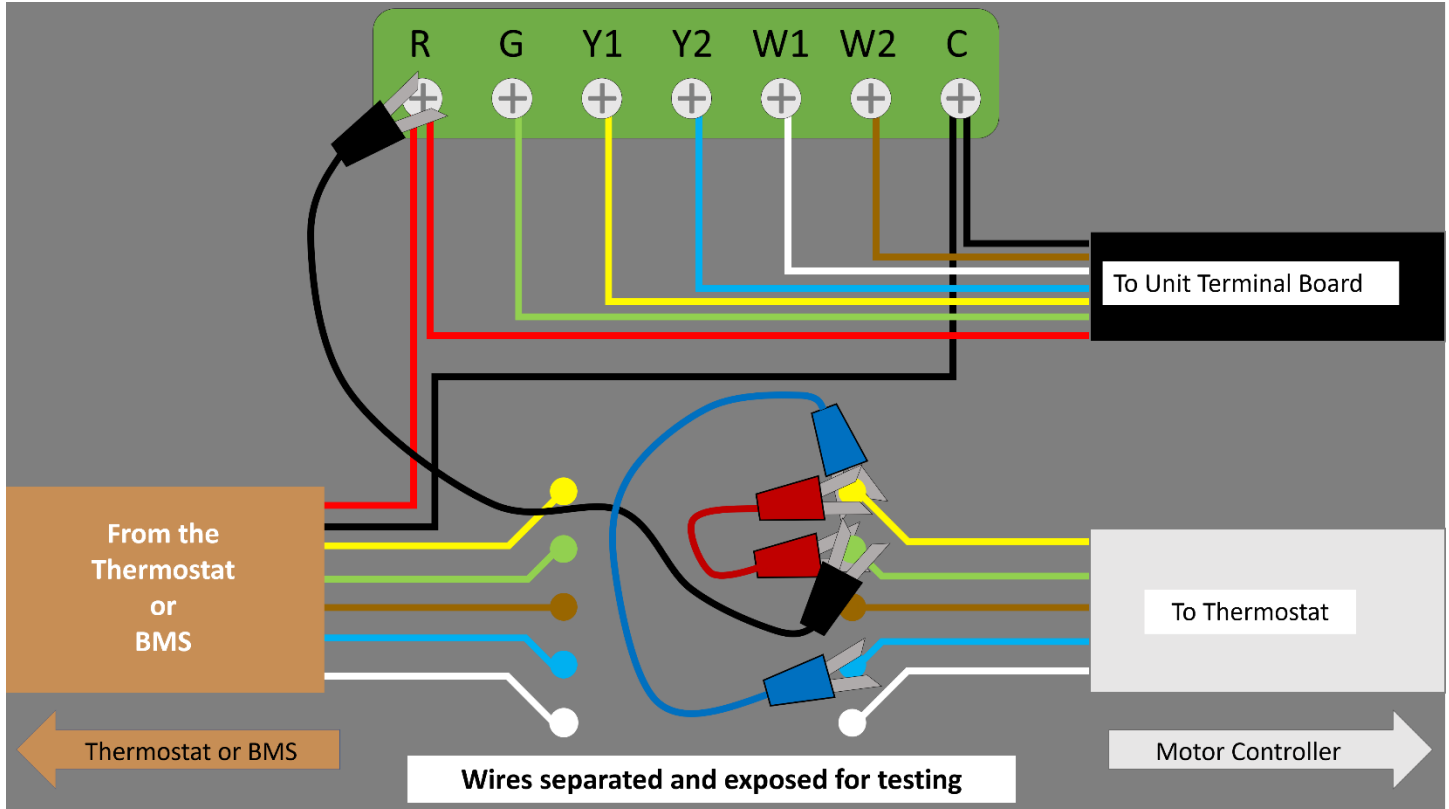 R G Y1 Y2 W1 W2 C
To Unit Terminal Board
From the
Thermostat
or
BMS
To Thermostat
Thermostat or BMS
Wires separated and exposed for testing
Motor Controller